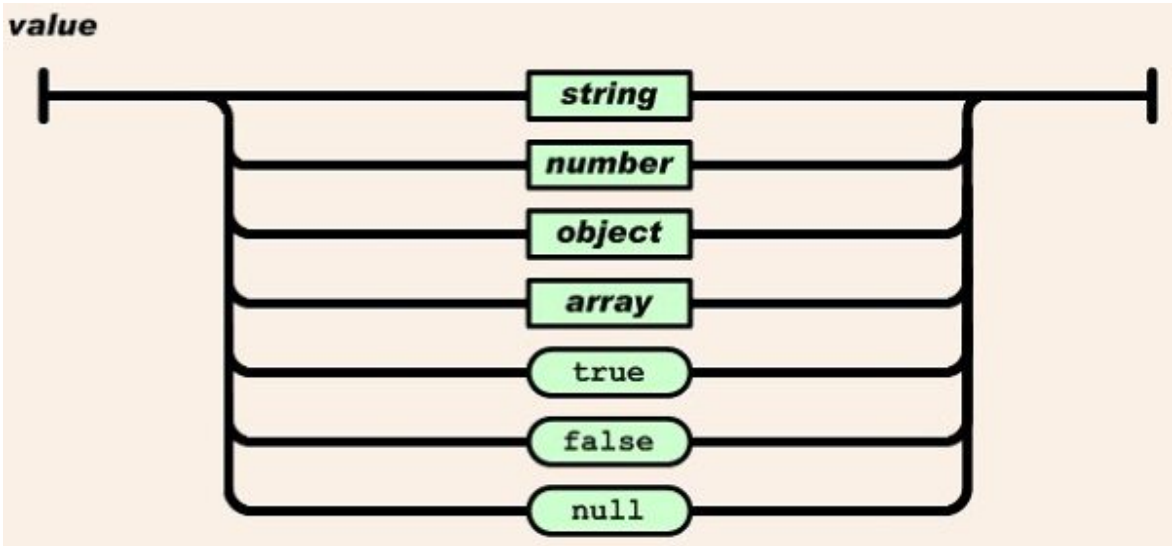 value
string
number
object
array
true
false
null